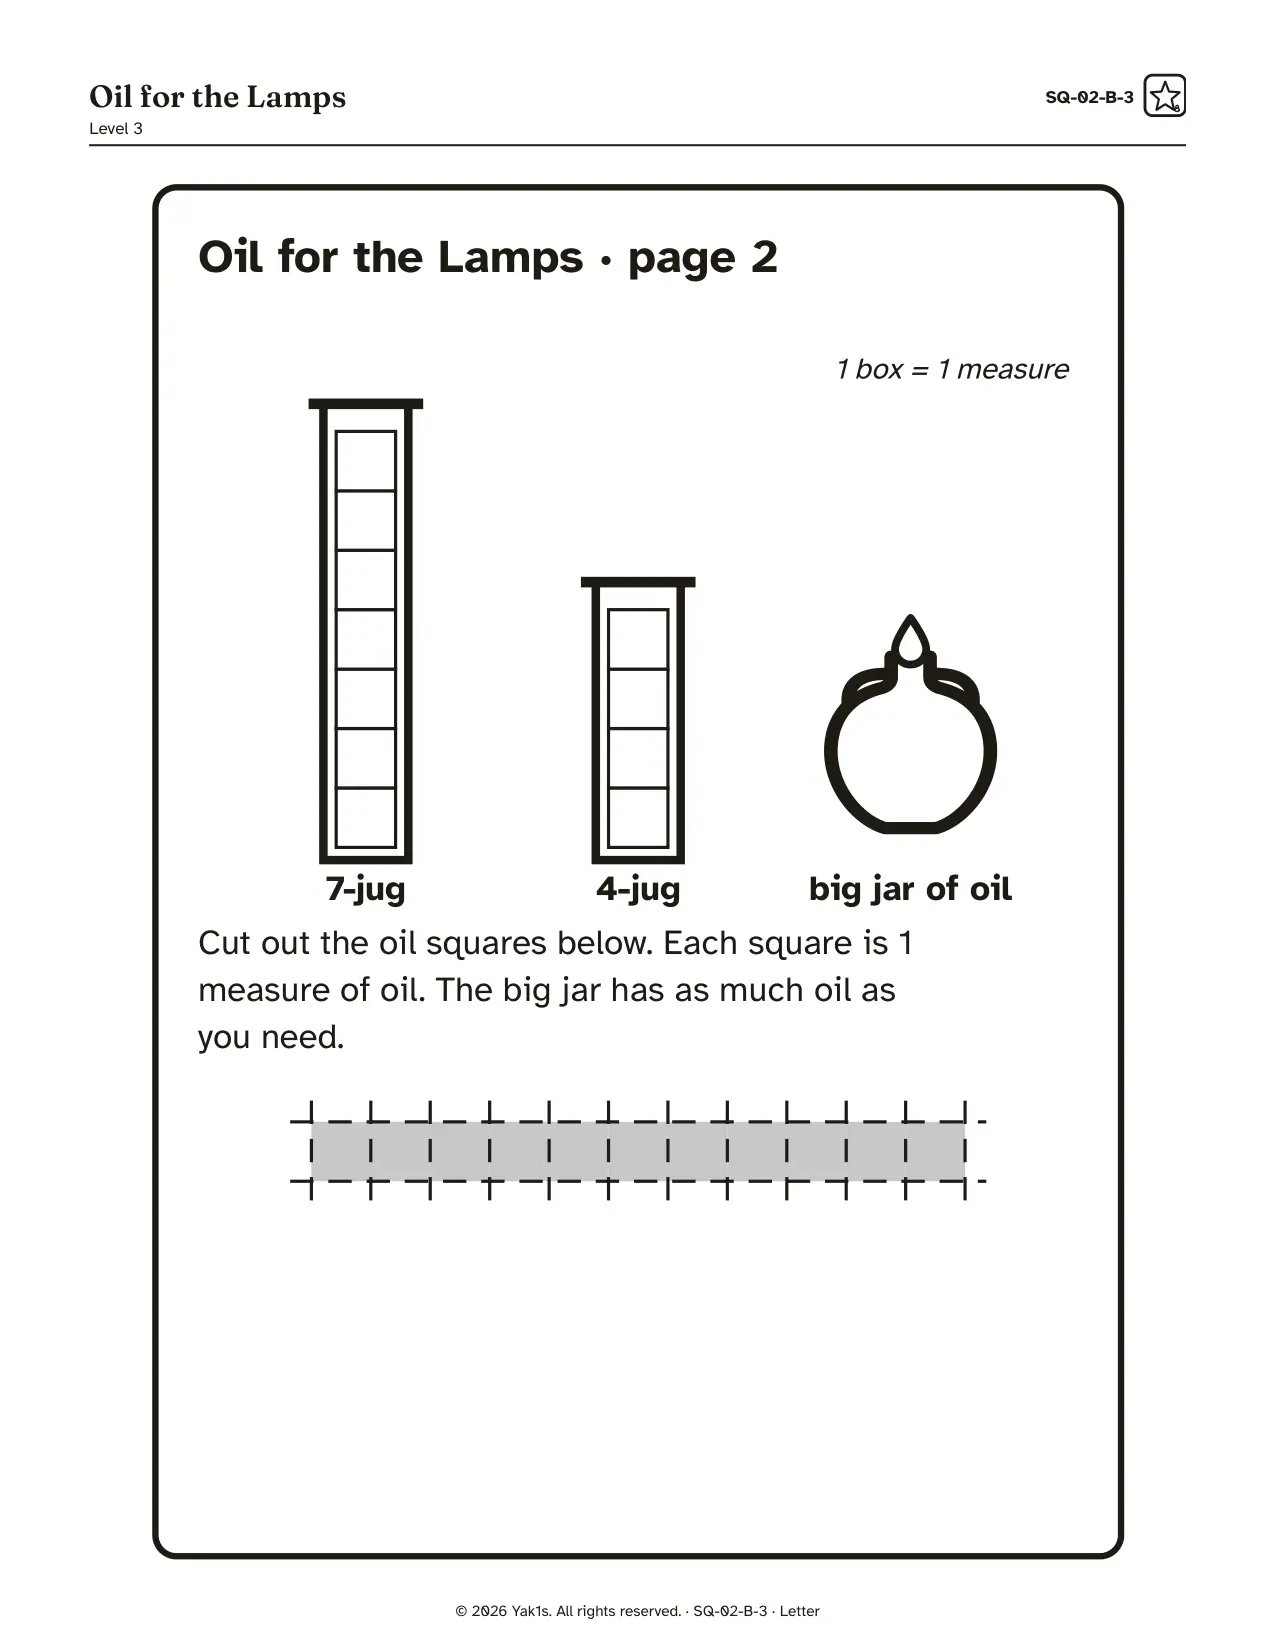 Oil for the Lamps
Level 3
SQ-02-B-3
Oil for the Lamps · page 2
1 box = 1 measure
7-jug
4-jug
big jar of oil
Cut out the oil squares below. Each square is 1
measure of oil. The big jar has as much oil as
you need.
© 2026 Yak1s. All rights reserved. · SQ-02-B-3 · Letter